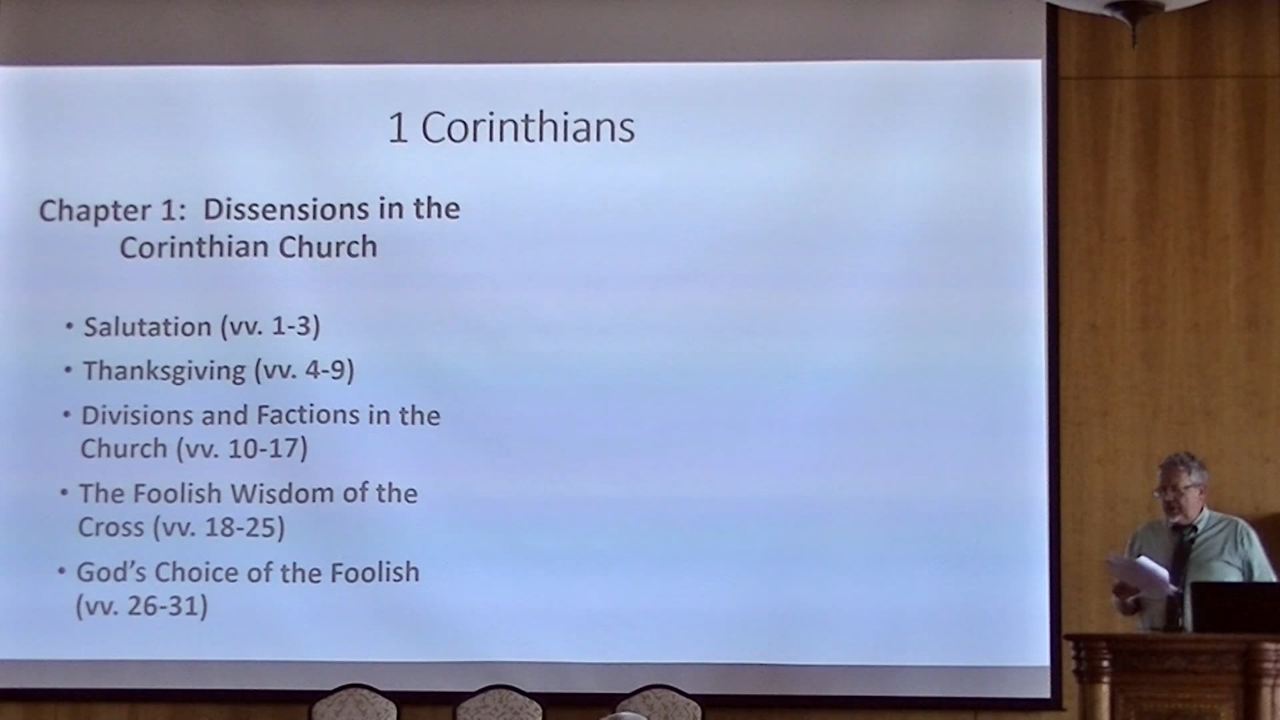 1 Corinthians
Chapter 1: Dissensions in the
Corinthian Church
• Salutation (vv. 1-3)
• Thanksgiving (vv. 4-9)
• Divisions and Factions in the
Church (vv. 10-17)
• The Foolish Wisdom of the
Cross (vv. 18-25)
• God's Choice of the Foolish
(vv. 26-31)